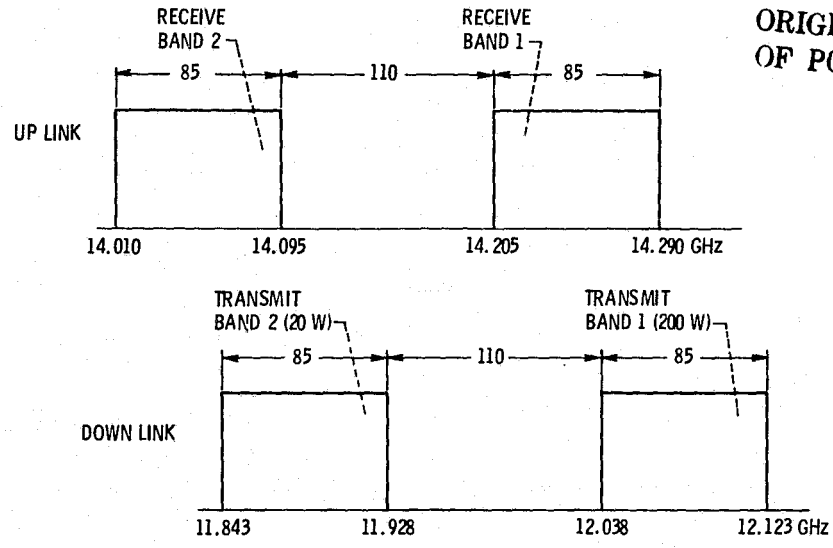 ORIGI
OF PO
RECEIVE
BAND 2
RECEIVE
BAND 1
85
110
85
UP LINK
14.010
14.095
14.205
14.290 GHz
TRANSMIT
BAND 2 (20 W)
TRANSMIT
BAND 1 (200 W)
85
110
85
DOWN LINK
11.843
11.928
12.038
12.123 GHz